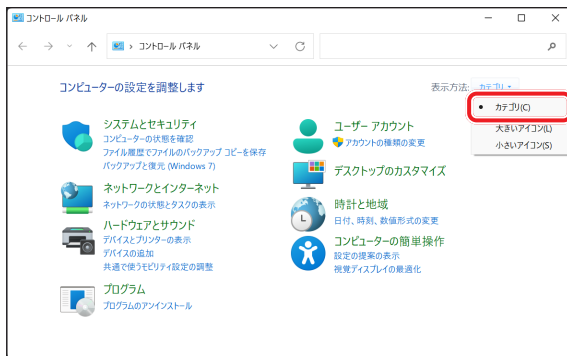 コントロール パネル
コントロール パネル
コンピューターの設定を調整します
表示方法: カテゴリ
カテゴリ(C)
大きいアイコン(L)
小さいアイコン(S)
システムとセキュリティ
コンピューターの状態を確認
ファイル履歴でファイルのバックアップ コピーを保存
バックアップと復元 (Windows 7)
ネットワークとインターネット
ネットワークの状態とタスクの表示
ハードウェアとサウンド
デバイスとプリンターの表示
デバイスの追加
共通で使うモビリティ設定の調整
プログラム
プログラムのアンインストール
ユーザー アカウント
アカウントの種類の変更
デスクトップのカスタマイズ
時計と地域
日付、時刻、数値形式の変更
コンピューターの簡単操作
設定の提案の表示
視覚ディスプレイの最適化